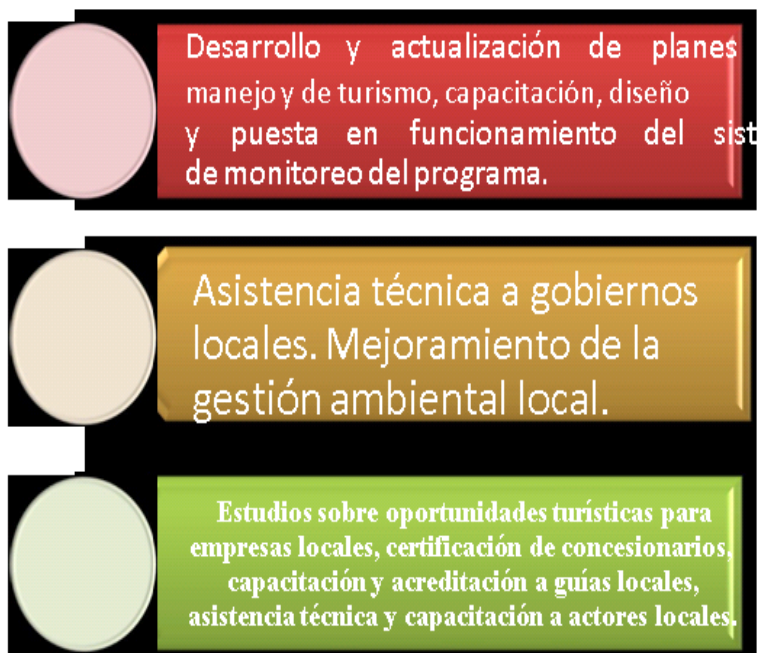 Desarrollo y actualización de planes
manejo y de turismo, capacitación, diseño
y puesta en funcionamiento del sist
de monitoreo del programa.
Asistencia técnica a gobiernos
locales. Mejoramiento de la
gestión ambiental local.
Estudios sobre oportunidades turísticas para
empresas locales, certificación de concesionarios,
capacitación y acreditación a guías locales,
asistencia técnica y capacitación a actores locales.